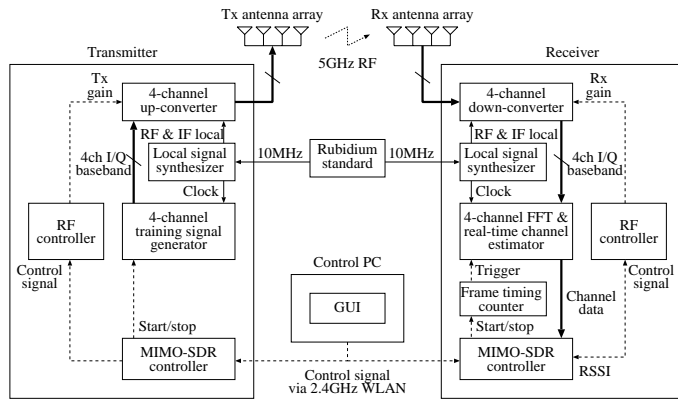 Tx antenna array
Rx antenna array
5GHz RF
Transmitter
Receiver
Tx
gain
4-channel
up-converter
RF & IF local
Local signal
synthesizer
4ch I/Q
baseband
Clock
RF
controller
4-channel
training signal
generator
Control
signal
Start/stop
MIMO-SDR
controller
10MHz
Rubidium
standard
10MHz
Control PC
GUI
Control signal
via 2.4GHz WLAN
4-channel
down-converter
Rx
gain
RF & IF local
Local signal
synthesizer
4ch I/Q
baseband
Clock
4-channel FFT &
real-time channel
estimator
RF
controller
Trigger
Control
signal
Frame timing
counter
Channel
data
Start/stop
MIMO-SDR
controller
RSSI